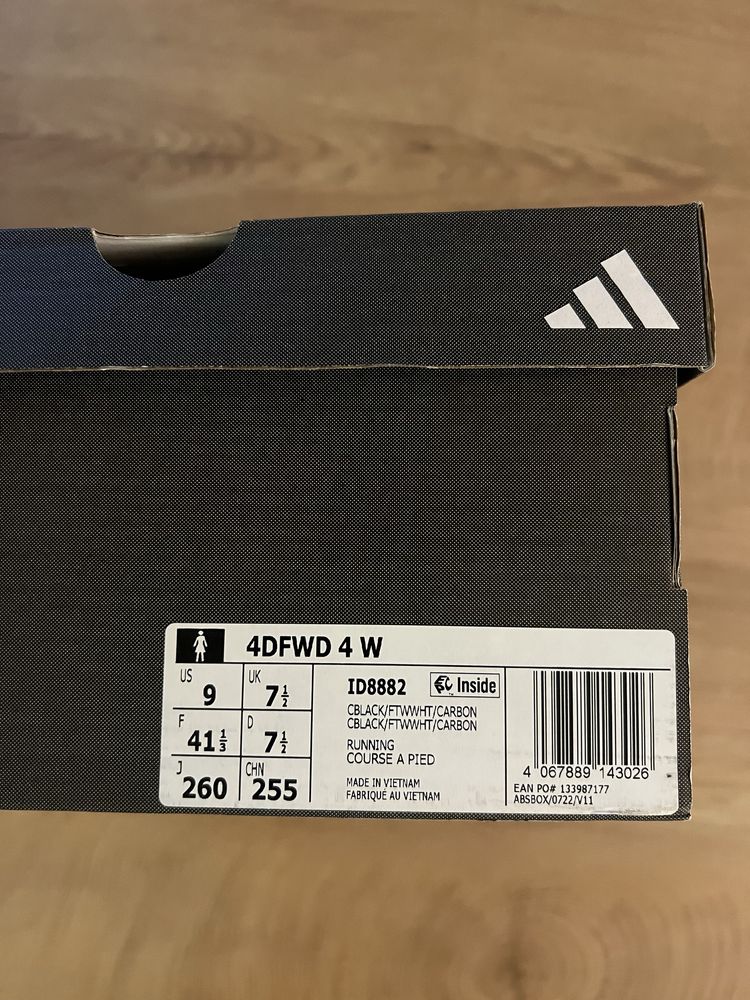 4DFWD 4 W
US 9 UK 7½
F 41⅓ D 7½
J 260 CHN 255
ID8882 Inside
CBLACK/FTWWHT/CARBON
CBLACK/FTWWHT/CARBON
RUNNING
COURSE A PIED
MADE IN VIETNAM
FABRIQUÉ AU VIETNAM
4 067889 143026
EAN PO# 133987177
ABSBOX/0722/V11